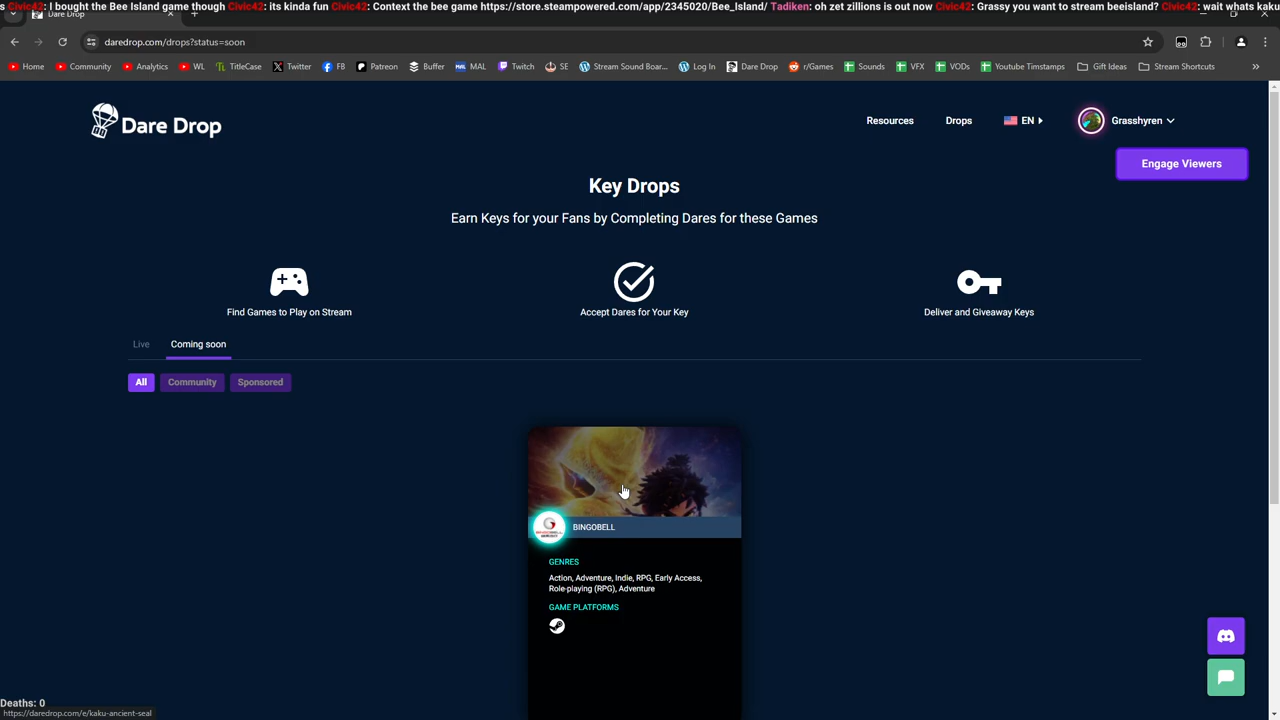 s Civic42: I bought the Bee Island game though Civic42: its kinda fun Civic42: Context the bee game https://store.steampowered.com/app/2345020/Bee_Island/ Tadiken: oh zet zillions is out now Civic42: Grassy you want to stream beeisland? Civic42: wait whats kaku
Dare Drop
daredrop.com/drops?status=soon
Home Community Analytics WL TitleCase Twitter FB Patreon Buffer MAL Twitch SE Stream Sound Boar... Log In Dare Drop r/Games Sounds VFX VODs Youtube Timstamps Gift Ideas Stream Shortcuts
Dare Drop
Resources Drops EN Grasshyren
Engage Viewers
Key Drops
Earn Keys for your Fans by Completing Dares for these Games
Find Games to Play on Stream Accept Dares for Your Key Deliver and Giveaway Keys
Live Coming soon
All Community Sponsored
BINGOBELL
GENRES
Action, Adventure, Indie, RPG, Early Access,
Role-playing (RPG), Adventure
GAME PLATFORMS
Deaths: 0
https://daredrop.com/e/kaku-ancient-seal